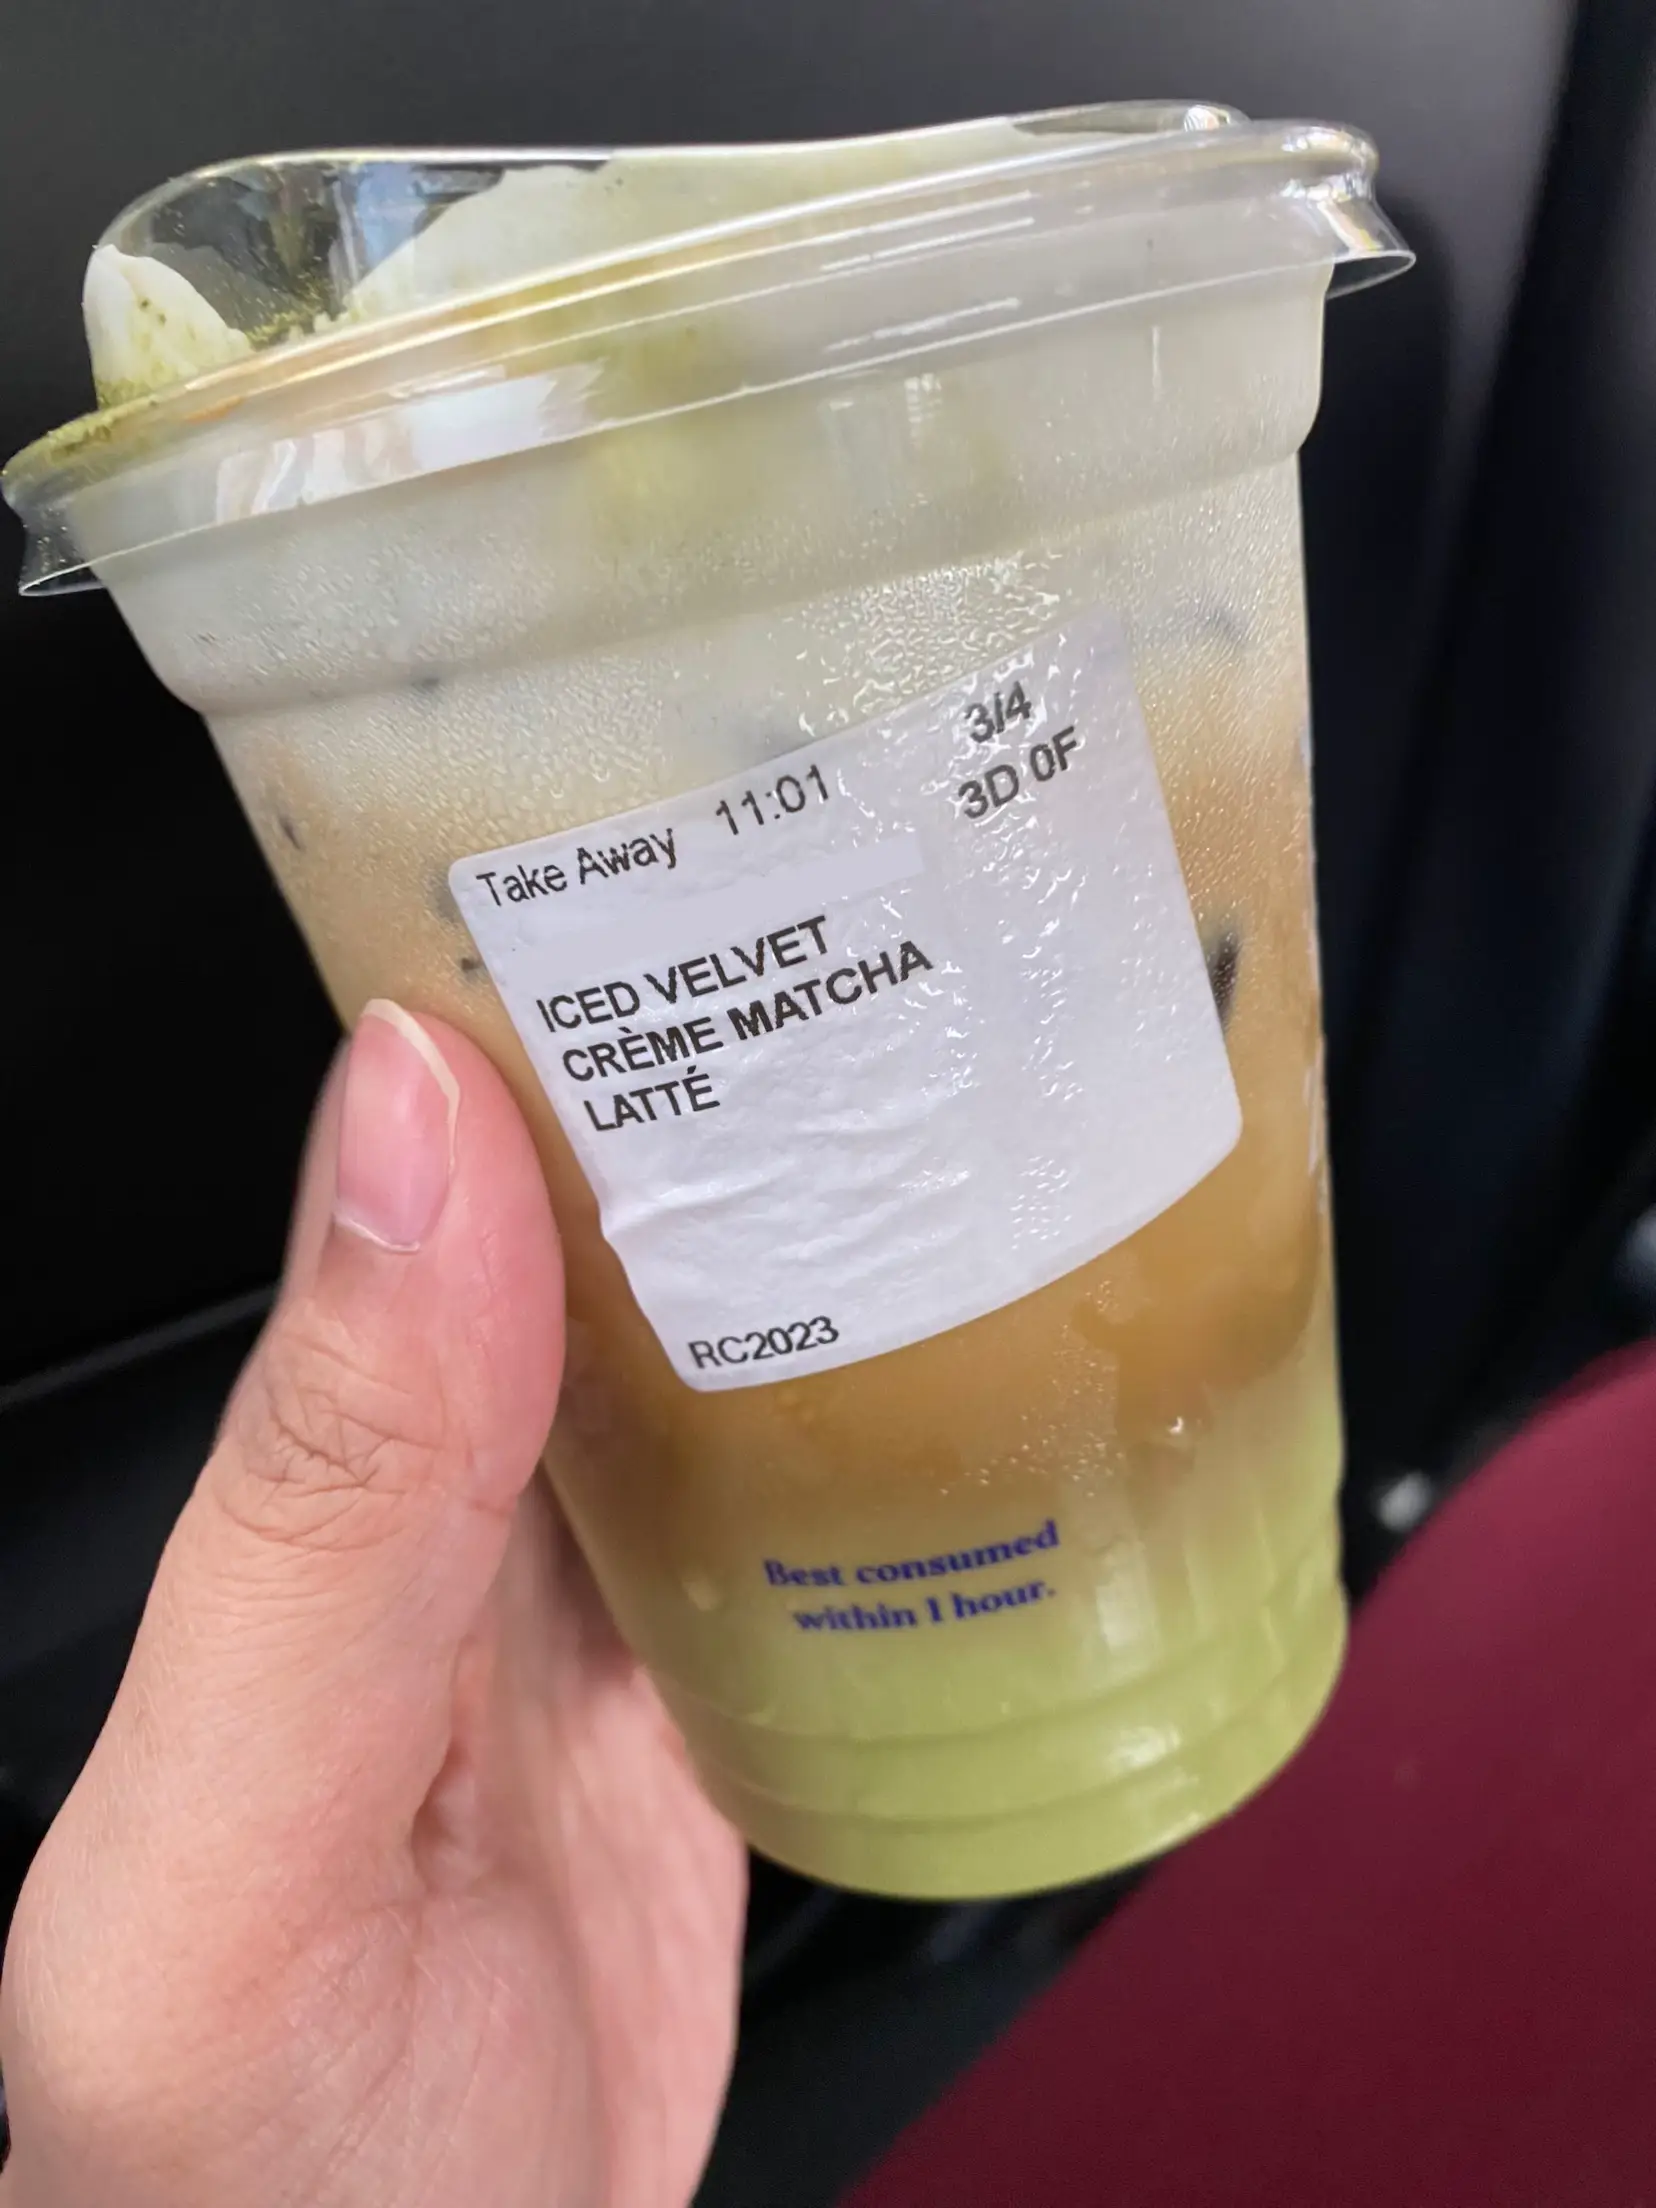 Take Away 11:01 3/4
3D 0F
ICED VELVET
CRÈME MATCHA
LATTÉ
RC2023
Best consumed
within 1 hour.